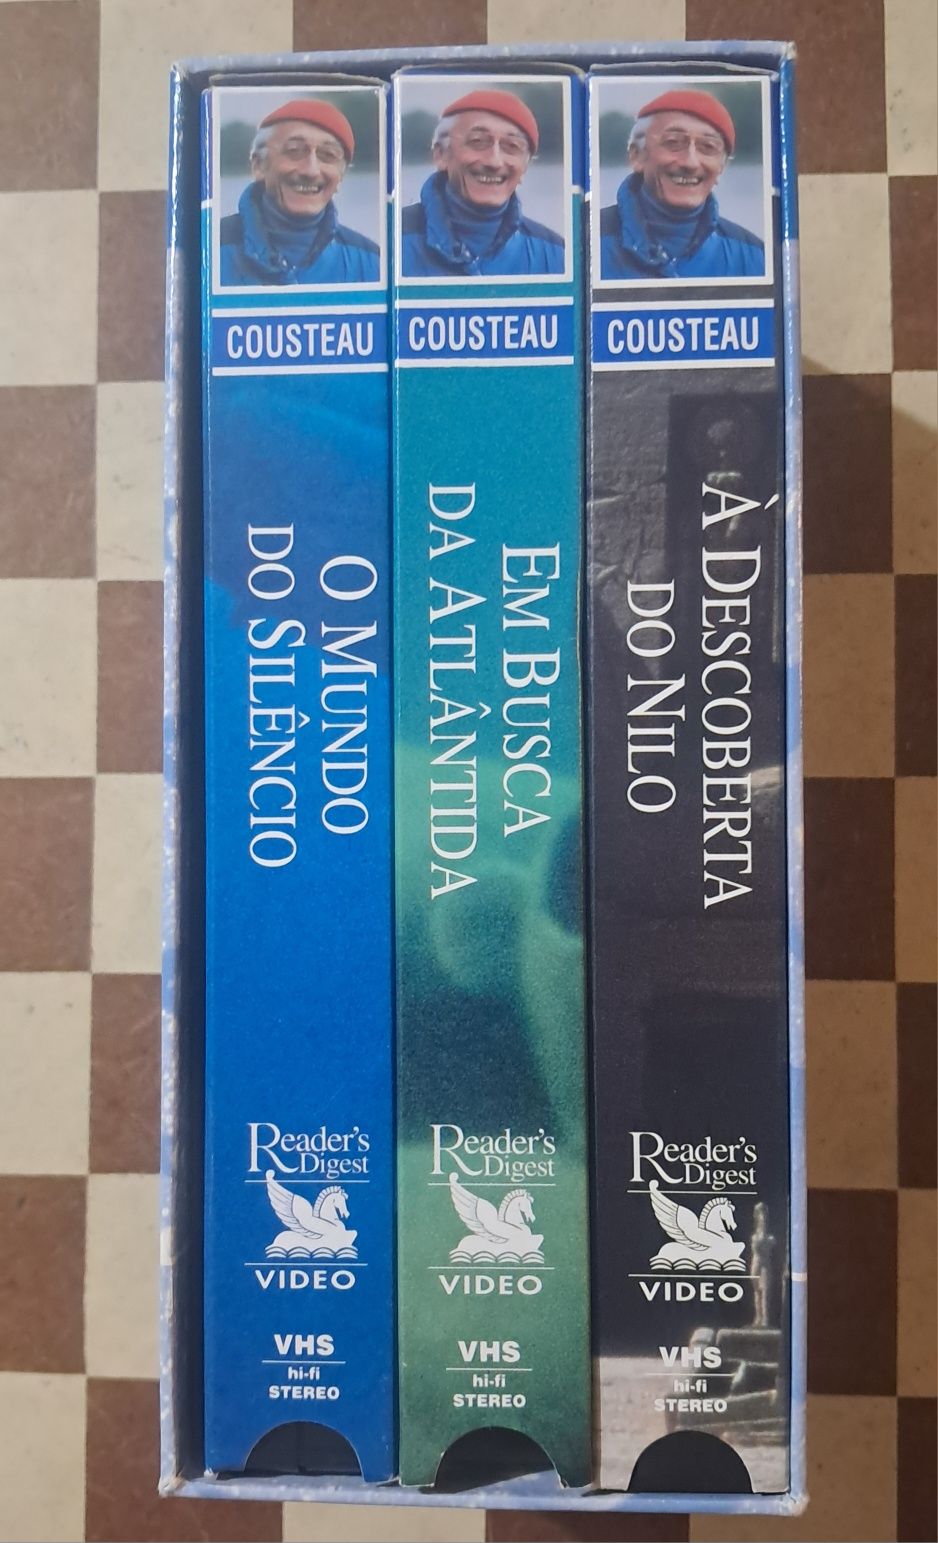 COUSTEAU
O MUNDO
DO SILÊNCIO
Reader's
Digest
VIDEO
VHS
hi-fi
STEREO
COUSTEAU
EM BUSCA
DA ATLÂNTIDA
Reader's
Digest
VIDEO
VHS
hi-fi
STEREO
COUSTEAU
À DESCOBERTA
DO NILO
Reader's
Digest
VIDEO
VHS
hi-fi
STEREO